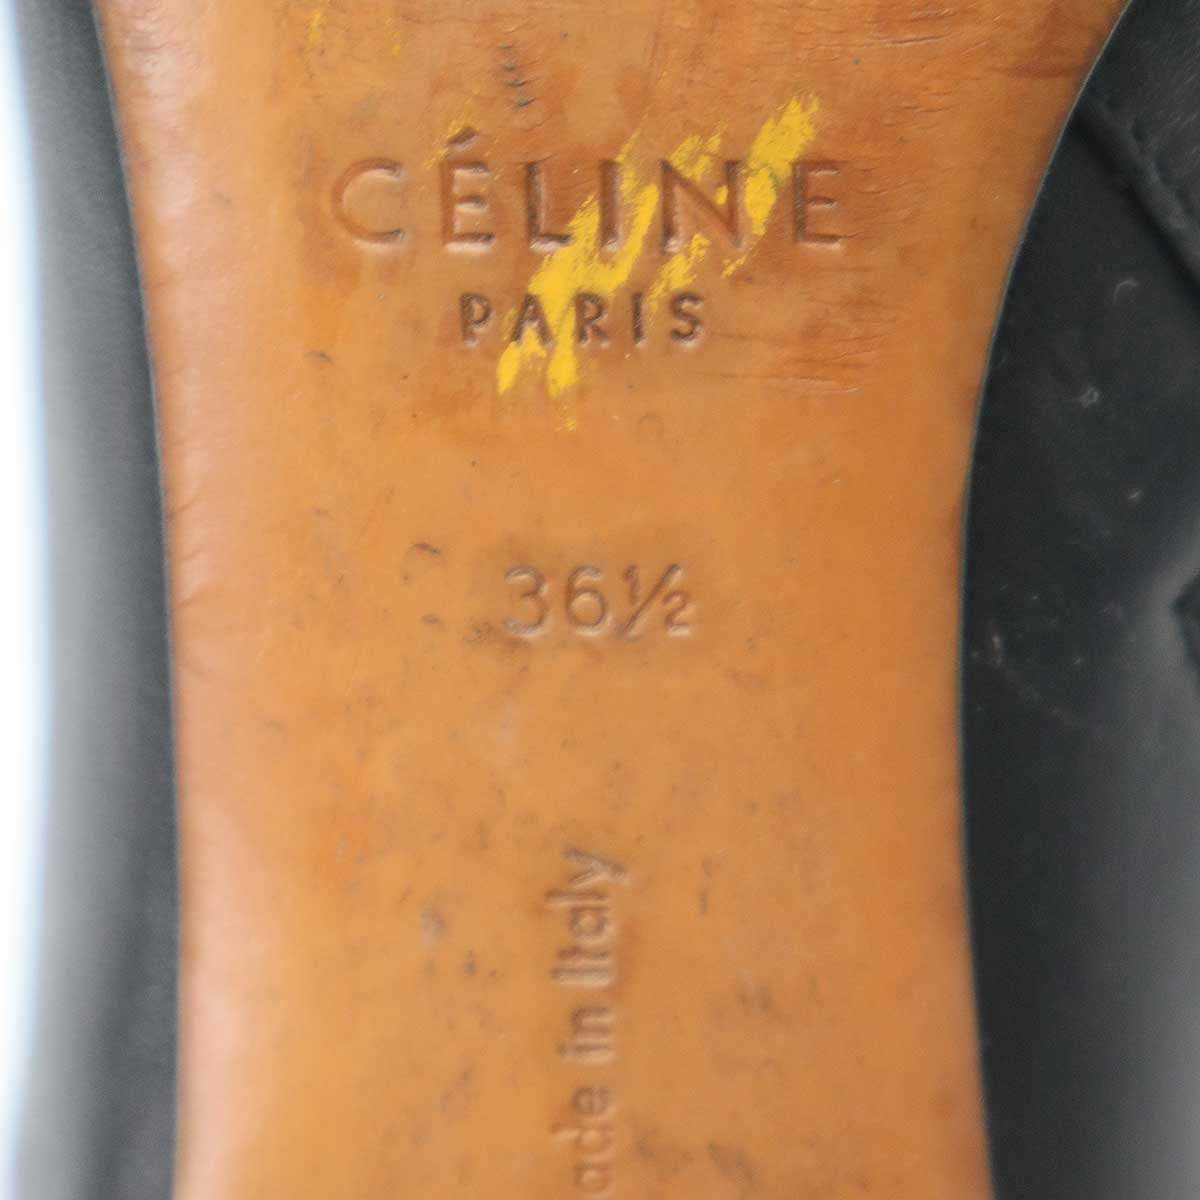 CÉLINE
PARIS
36½
ade in Italy